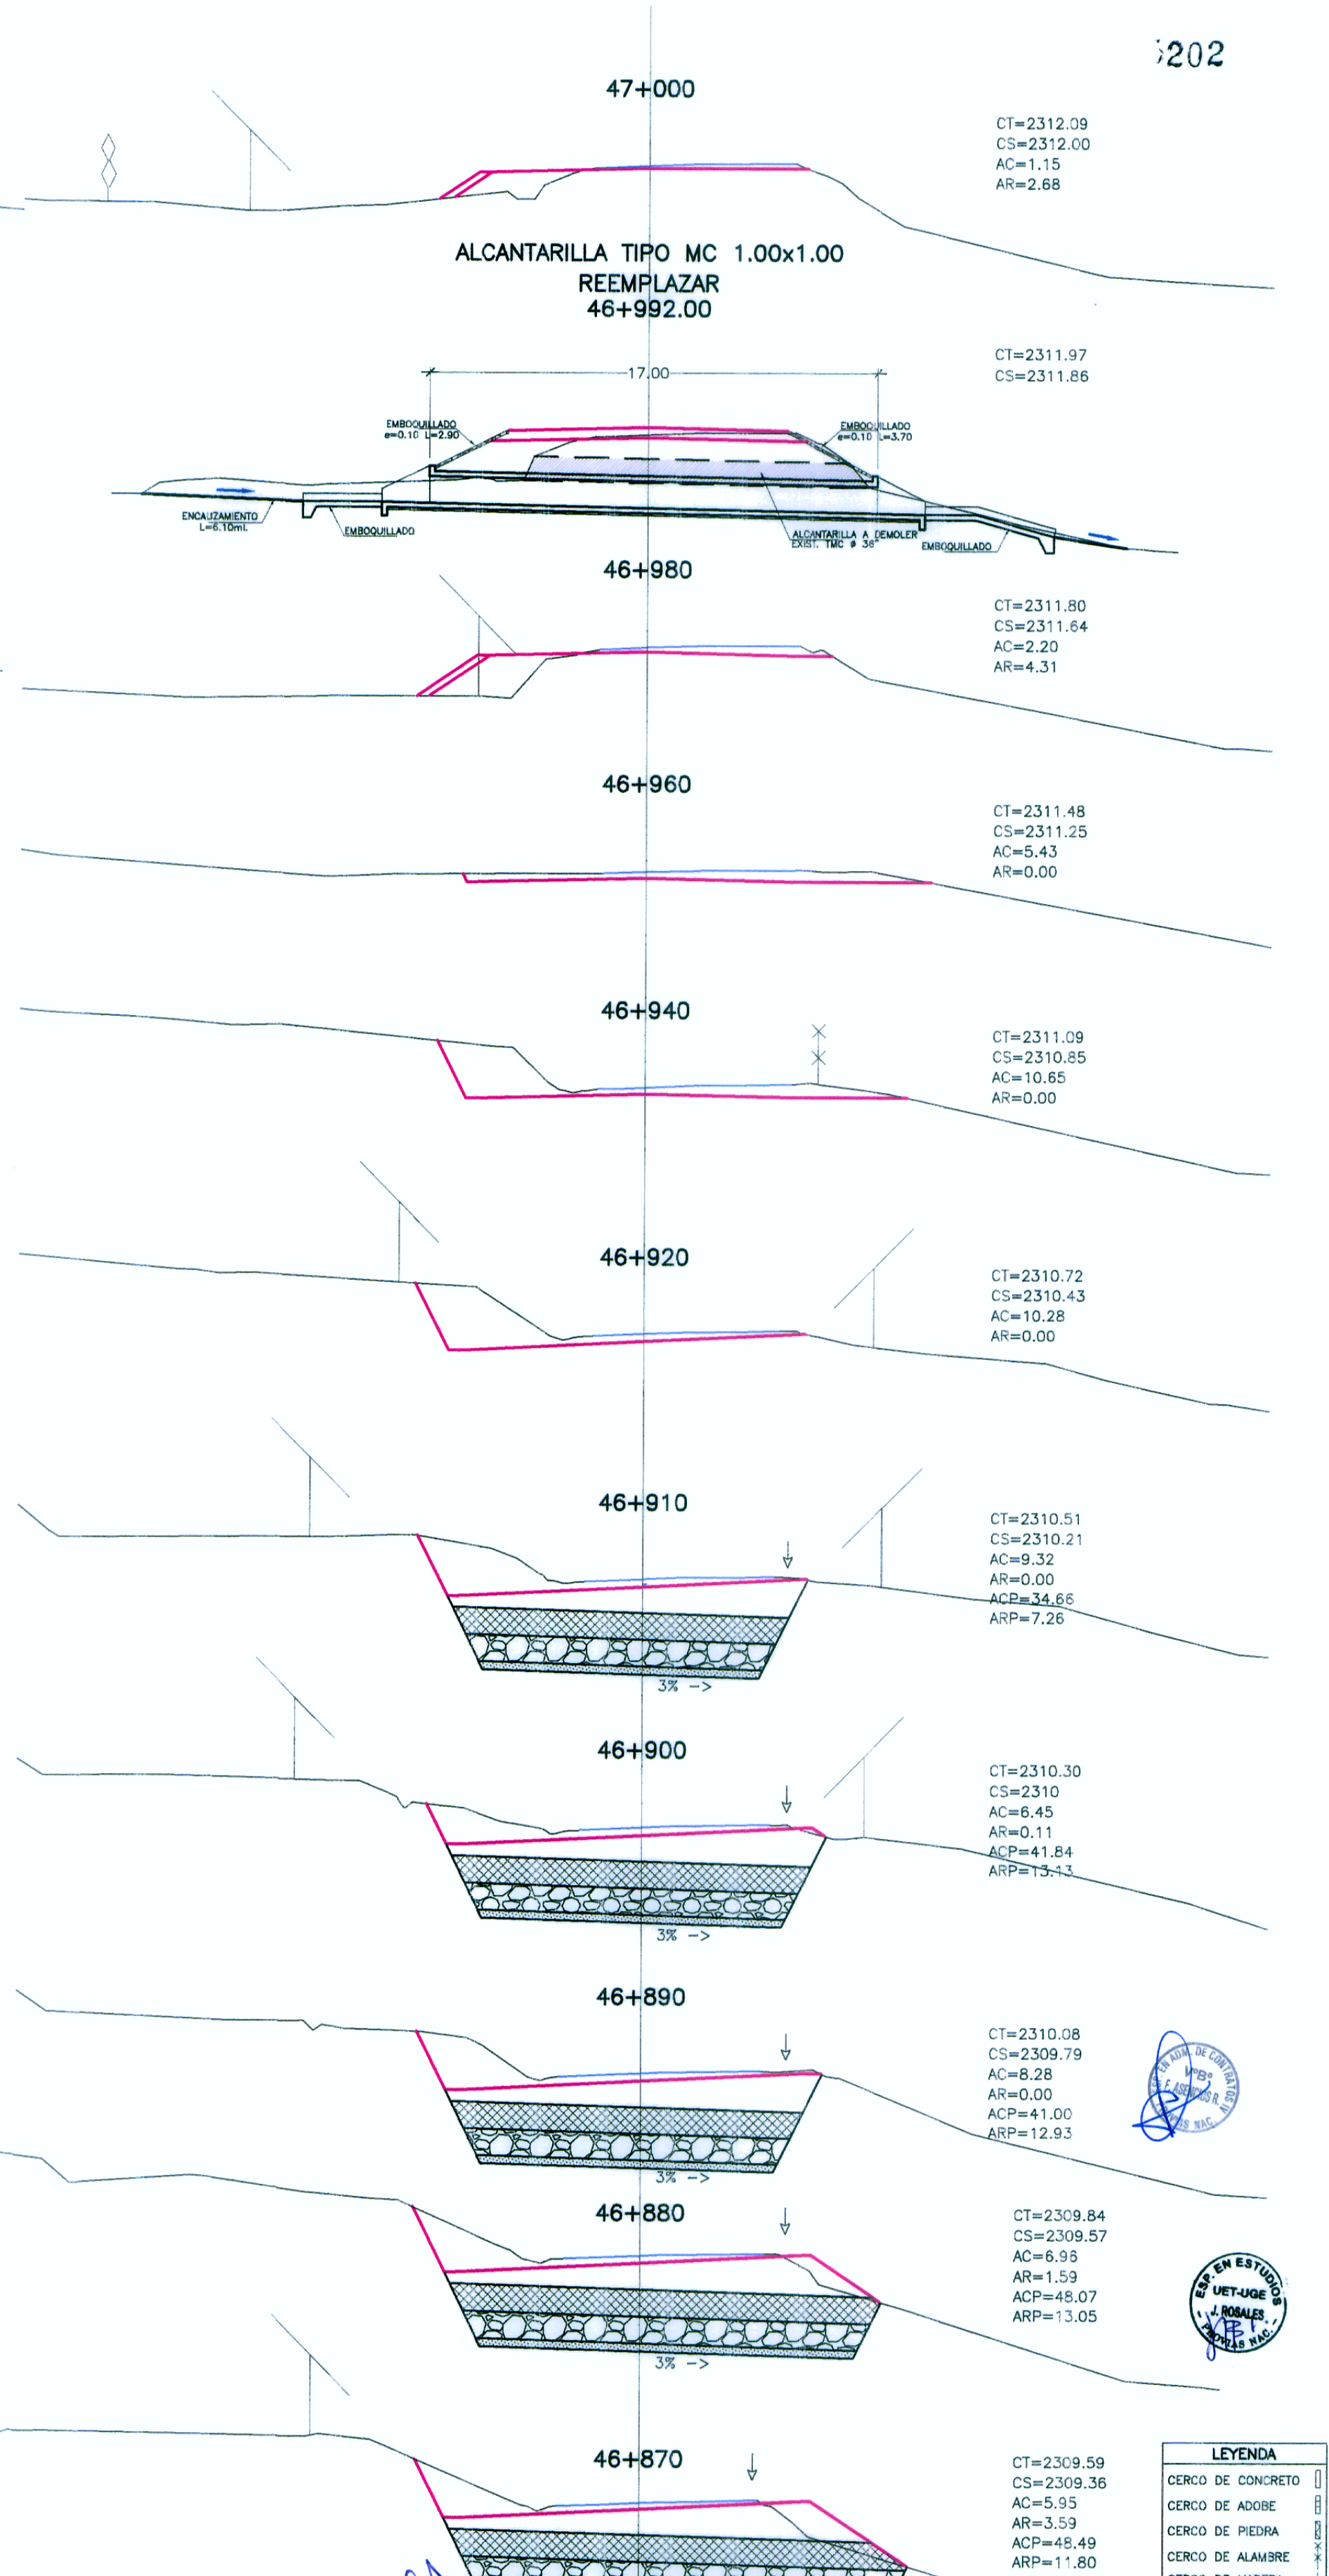 202
47+000
CT=2312.09
CS=2312.00
AC=1.15
AR=2.68
ALCANTARILLA TIPO MC 1.00x1.00
REEMPLAZAR
46+992.00
CT=2311.97
CS=2311.86
17.00
EMBOQUILLADO
e=0.10 L=2.90
EMBOQUILLADO
e=0.10 L=3.70
ENCAUZAMIENTO
L=6.10ml.
EMBOQUILLADO
ALCANTARILLA A DEMOLER
EXIST. TMC ø 36"
EMBOQUILLADO
46+980
CT=2311.80
CS=2311.64
AC=2.20
AR=4.31
46+960
CT=2311.48
CS=2311.25
AC=5.43
AR=0.00
46+940
CT=2311.09
CS=2310.85
AC=10.65
AR=0.00
46+920
CT=2310.72
CS=2310.43
AC=10.28
AR=0.00
46+910
CT=2310.51
CS=2310.21
AC=9.32
AR=0.00
ACP=34.66
ARP=7.26
3% ->
46+900
CT=2310.30
CS=2310
AC=6.45
AR=0.11
ACP=41.84
ARP=13.13
3% ->
46+890
CT=2310.08
CS=2309.79
AC=8.28
AR=0.00
ACP=41.00
ARP=12.93
3% ->
ESP. EN ADM. DE CONTRATOS IV
VºBº
F. ASENCIOS R.
PROVIAS NAC.
46+880
CT=2309.84
CS=2309.57
AC=6.96
AR=1.59
ACP=48.07
ARP=13.05
3% ->
ESP. EN ESTUDIOS
UET-UGE
J. ROSALES
PROVIAS NAC.
46+870
CT=2309.59
CS=2309.36
AC=5.95
AR=3.59
ACP=48.49
ARP=11.80
LEYENDA
CERCO DE CONCRETO
CERCO DE ADOBE
CERCO DE PIEDRA
CERCO DE ALAMBRE